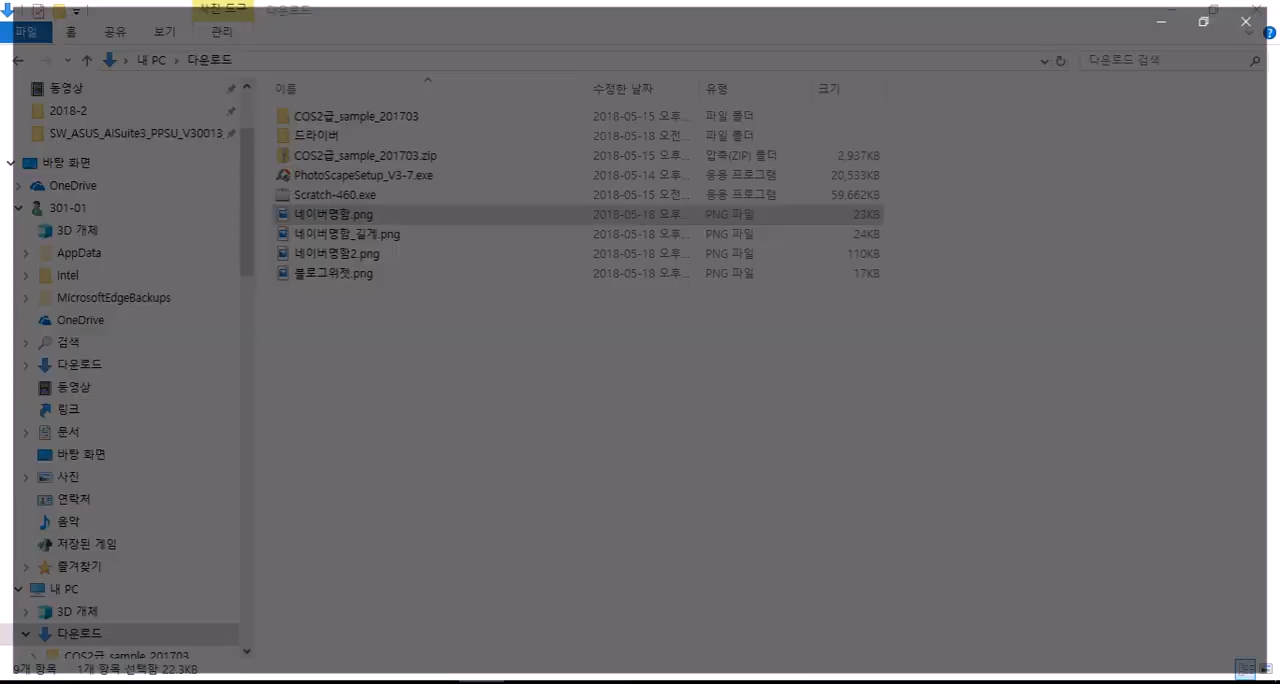 사진 도구 다운로드
파일 홈 공유 보기 관리
내 PC 다운로드 다운로드 검색
동영상
2018-2
SW_ASUS_AISuite3_PPSU_V30013
바탕 화면
OneDrive
301-01
3D 개체
AppData
Intel
MicrosoftEdgeBackups
OneDrive
검색
다운로드
동영상
링크
문서
바탕 화면
사진
연락처
음악
저장된 게임
즐겨찾기
내 PC
3D 개체
다운로드
COS2급_sample_201703
이름 수정한 날짜 유형 크기
COS2급_sample_201703 2018-05-15 오후... 파일 폴더
드라이버 2018-05-18 오전... 파일 폴더
COS2급_sample_201703.zip 2018-05-15 오후... 압축(ZIP) 폴더 2,937KB
PhotoScapeSetup_V3-7.exe 2018-05-14 오후... 응용 프로그램 20,533KB
Scratch-460.exe 2018-05-15 오전... 응용 프로그램 59,662KB
네이버명함.png 2018-05-18 오후... PNG 파일 23KB
네이버명함_길게.png 2018-05-18 오후... PNG 파일 24KB
네이버명함2.png 2018-05-18 오후... PNG 파일 110KB
블로그위젯.png 2018-05-18 오후... PNG 파일 17KB
9개 항목 1개 항목 선택함 22.3KB